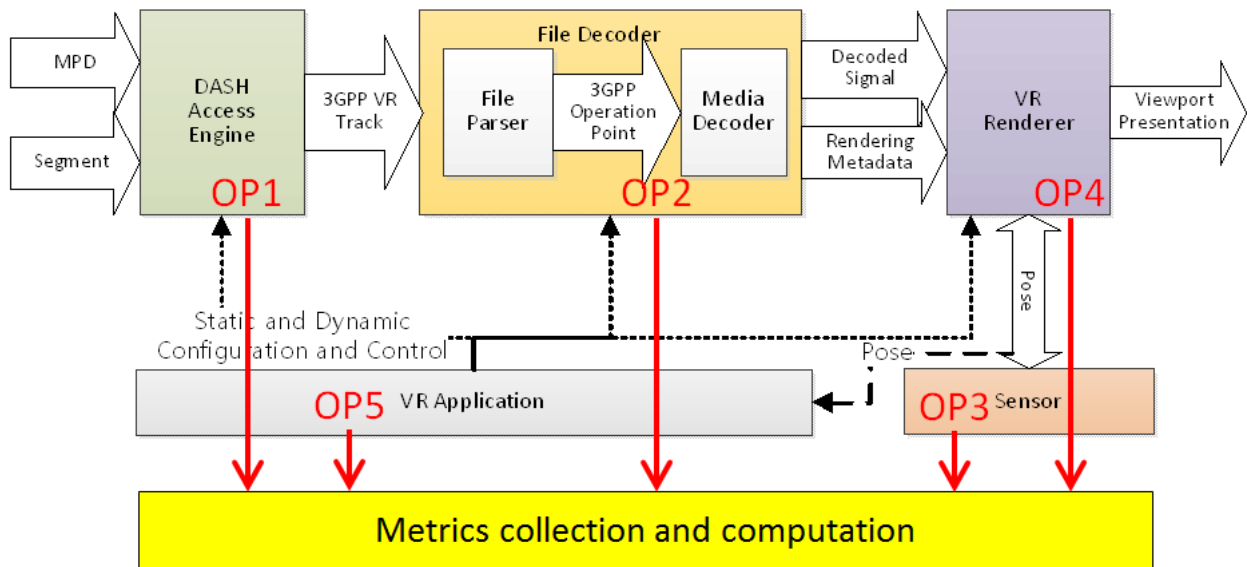 MPD
Segment
DASH
Access
Engine
OP1
3GPP VR
Track
File Decoder
File
Parser
3GPP
Operation
Point
Media
Decoder
OP2
Decoded
Signal
Rendering
Metadata
VR
Renderer
OP4
Viewport
Presentation
Static and Dynamic
Configuration and Control
Pose
Pose
OP5
VR Application
OP3
Sensor
Metrics collection and computation